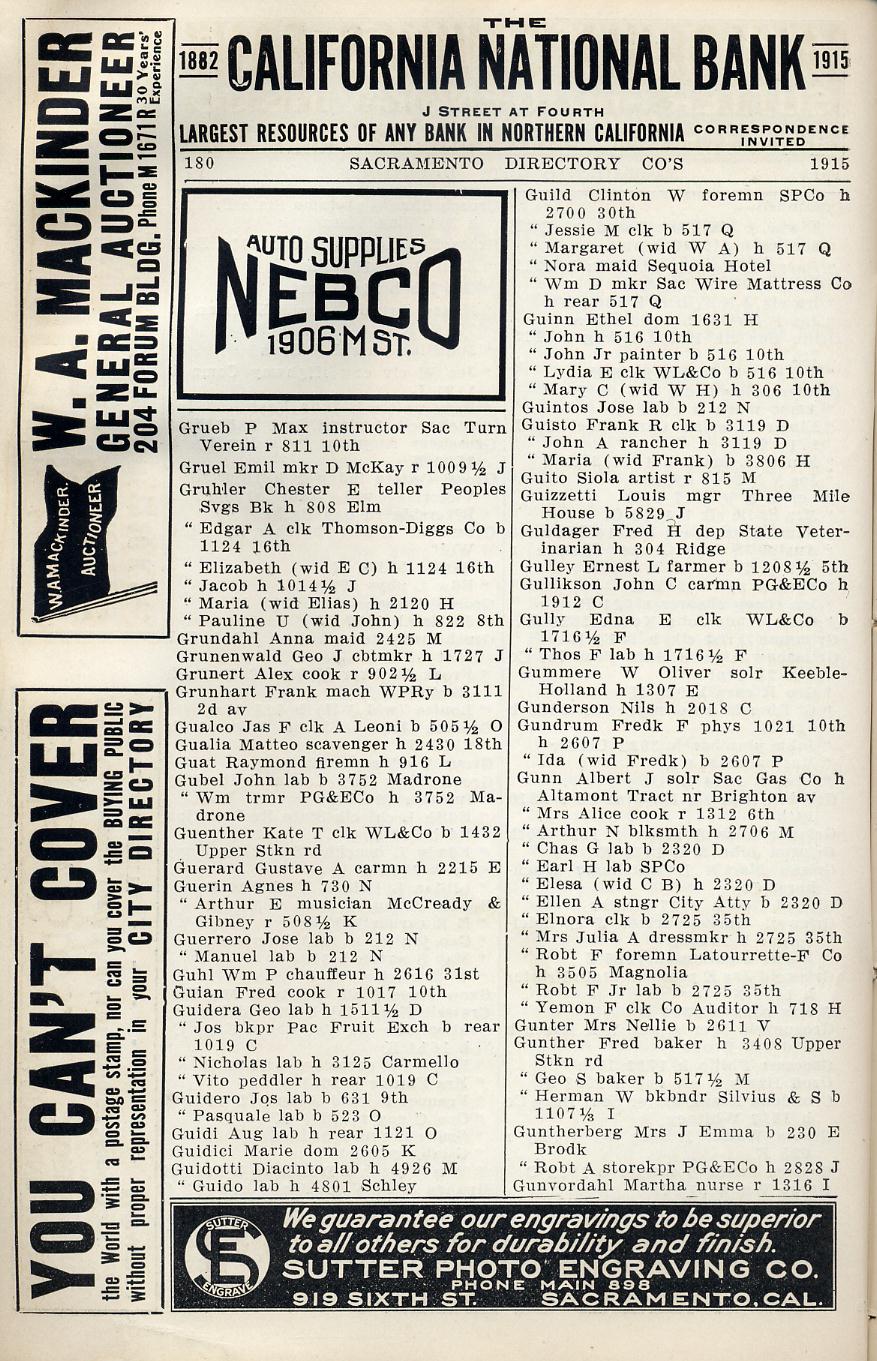 THE
1882 CALIFORNIA NATIONAL BANK 1915
J STREET AT FOURTH
LARGEST RESOURCES OF ANY BANK IN NORTHERN CALIFORNIA CORRESPONDENCE INVITED
180 SACRAMENTO DIRECTORY CO'S 1915
W. A. MACKINDER
GENERAL AUCTIONEER
204 FORUM BLDG. Phone M 1671 R 30 Years' Experience
W.A. MACKINDER.
AUCTIONEER
YOU CAN'T COVER
the World with a postage stamp, nor can you cover the BUYING PUBLIC
without proper representation in your CITY DIRECTORY
AUTO SUPPLIES
NEBCO
1906 M ST.
Grueb P Max instructor Sac Turn
Verein r 811 10th
Gruel Emil mkr D McKay r 1009½ J
Gruhler Chester E teller Peoples
Svgs Bk h 808 Elm
" Edgar A clk Thomson-Diggs Co b
1124 16th
" Elizabeth (wid E C) h 1124 16th
" Jacob h 1014½ J
" Maria (wid Elias) h 2120 H
" Pauline U (wid John) h 822 8th
Grundahl Anna maid 2425 M
Grunenwald Geo J cbtmkr h 1727 J
Grunert Alex cook r 902½ L
Grunhart Frank mach WPRy b 3111
2d av
Gualco Jas F clk A Leoni b 505½ O
Gualia Matteo scavenger h 2430 18th
Guat Raymond firemn h 916 L
Gubel John lab b 3752 Madrone
" Wm trmr PG&ECo h 3752 Ma-
drone
Guenther Kate T clk WL&Co b 1432
Upper Stkn rd
Guerard Gustave A carmn h 2215 E
Guerin Agnes h 730 N
" Arthur E musician McCready &
Gibney r 508½ K
Guerrero Jose lab b 212 N
" Manuel lab b 212 N
Guhl Wm P chauffeur h 2616 31st
Guian Fred cook r 1017 10th
Guidera Geo lab h 1511½ D
" Jos bkpr Pac Fruit Exch b rear
1019 C
" Nicholas lab h 3125 Carmello
" Vito peddler h rear 1019 C
Guidero Jos lab b 631 9th
" Pasquale lab b 523 O
Guidi Aug lab h rear 1121 O
Guidici Marie dom 2605 K
Guidotti Diacinto lab h 4926 M
" Guido lab h 4801 Schley
Guild Clinton W foremn SPCo h
2700 30th
" Jessie M clk b 517 Q
" Margaret (wid W A) h 517 Q
" Nora maid Sequoia Hotel
" Wm D mkr Sac Wire Mattress Co
h rear 517 Q
Guinn Ethel dom 1631 H
" John h 516 10th
" John Jr painter b 516 10th
" Lydia E clk WL&Co b 516 10th
" Mary C (wid W H) h 306 10th
Guintos Jose lab b 212 N
Guisto Frank R clk b 3119 D
" John A rancher h 3119 D
" Maria (wid Frank) b 3806 H
Guito Siola artist r 815 M
Guizzetti Louis mgr Three Mile
House b 5829 J
Guldager Fred H dep State Veter-
inarian h 304 Ridge
Gulley Ernest L farmer b 1208½ 5th
Gullikson John C carmn PG&ECo h
1912 C
Gully Edna E clk WL&Co b
1716½ F
" Thos F lab h 1716½ F
Gummere W Oliver solr Keeble-
Holland h 1307 E
Gunderson Nils h 2018 C
Gundrum Fredk F phys 1021 10th
h 2607 P
" Ida (wid Fredk) b 2607 P
Gunn Albert J solr Sac Gas Co h
Altamont Tract nr Brighton av
" Mrs Alice cook r 1312 6th
" Arthur N blksmth h 2706 M
" Chas G lab b 2320 D
" Earl H lab SPCo
" Elesa (wid C B) h 2320 D
" Ellen A stngr City Atty b 2320 D
" Elnora clk b 2725 35th
" Mrs Julia A dressmkr h 2725 35th
" Robt F foremn Latourrette-F Co
h 3505 Magnolia
" Robt F Jr lab b 2725 35th
" Yemon F clk Co Auditor h 718 H
Gunter Mrs Nellie b 2611 V
Gunther Fred baker h 3408 Upper
Stkn rd
" Geo S baker b 517½ M
" Herman W bkbndr Silvius & S b
1107⅓ I
Guntherberg Mrs J Emma b 230 E
Brodk
" Robt A storekpr PG&ECo h 2828 J
Gunvordahl Martha nurse r 1316 I
SUTTER
ES
ENGRAVE
We guarantee our engravings to be superior
to all others for durability and finish.
SUTTER PHOTO ENGRAVING CO.
PHONE MAIN 898
919 SIXTH ST. SACRAMENTO, CAL.